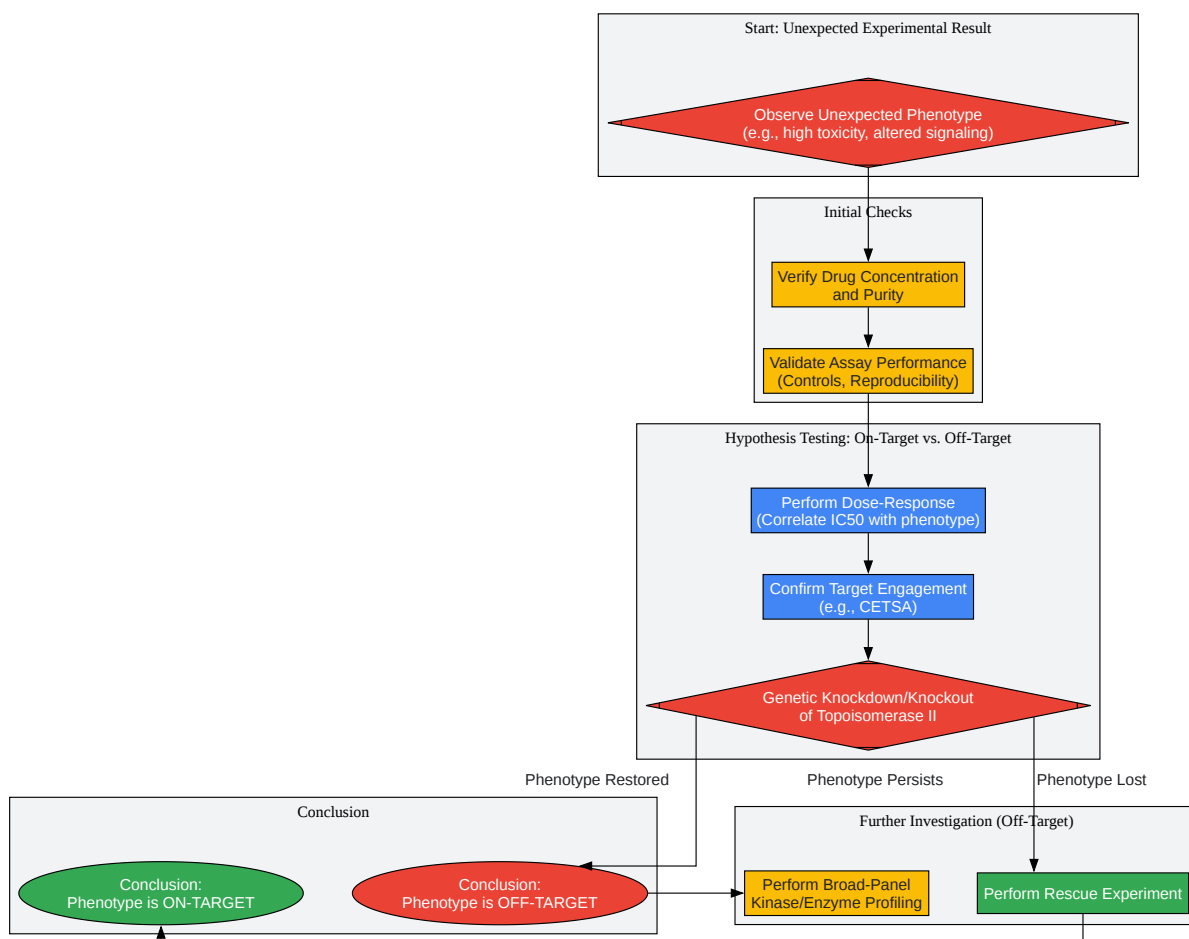 Start: Unexpected Experimental Result
Observe Unexpected Phenotype
(e.g., high toxicity, altered signaling)
Initial Checks
Verify Drug Concentration
and Purity
Validate Assay Performance
(Controls, Reproducibility)
Hypothesis Testing: On-Target vs. Off-Target
Perform Dose-Response
(Correlate IC50 with phenotype)
Confirm Target Engagement
(e.g., CETSA)
Genetic Knockdown/Knockout
of Topoisomerase II
Phenotype Restored
Phenotype Persists
Phenotype Lost
Conclusion
Conclusion:
Phenotype is ON-TARGET
Conclusion:
Phenotype is OFF-TARGET
Further Investigation (Off-Target)
Perform Broad-Panel
Kinase/Enzyme Profiling
Perform Rescue Experiment